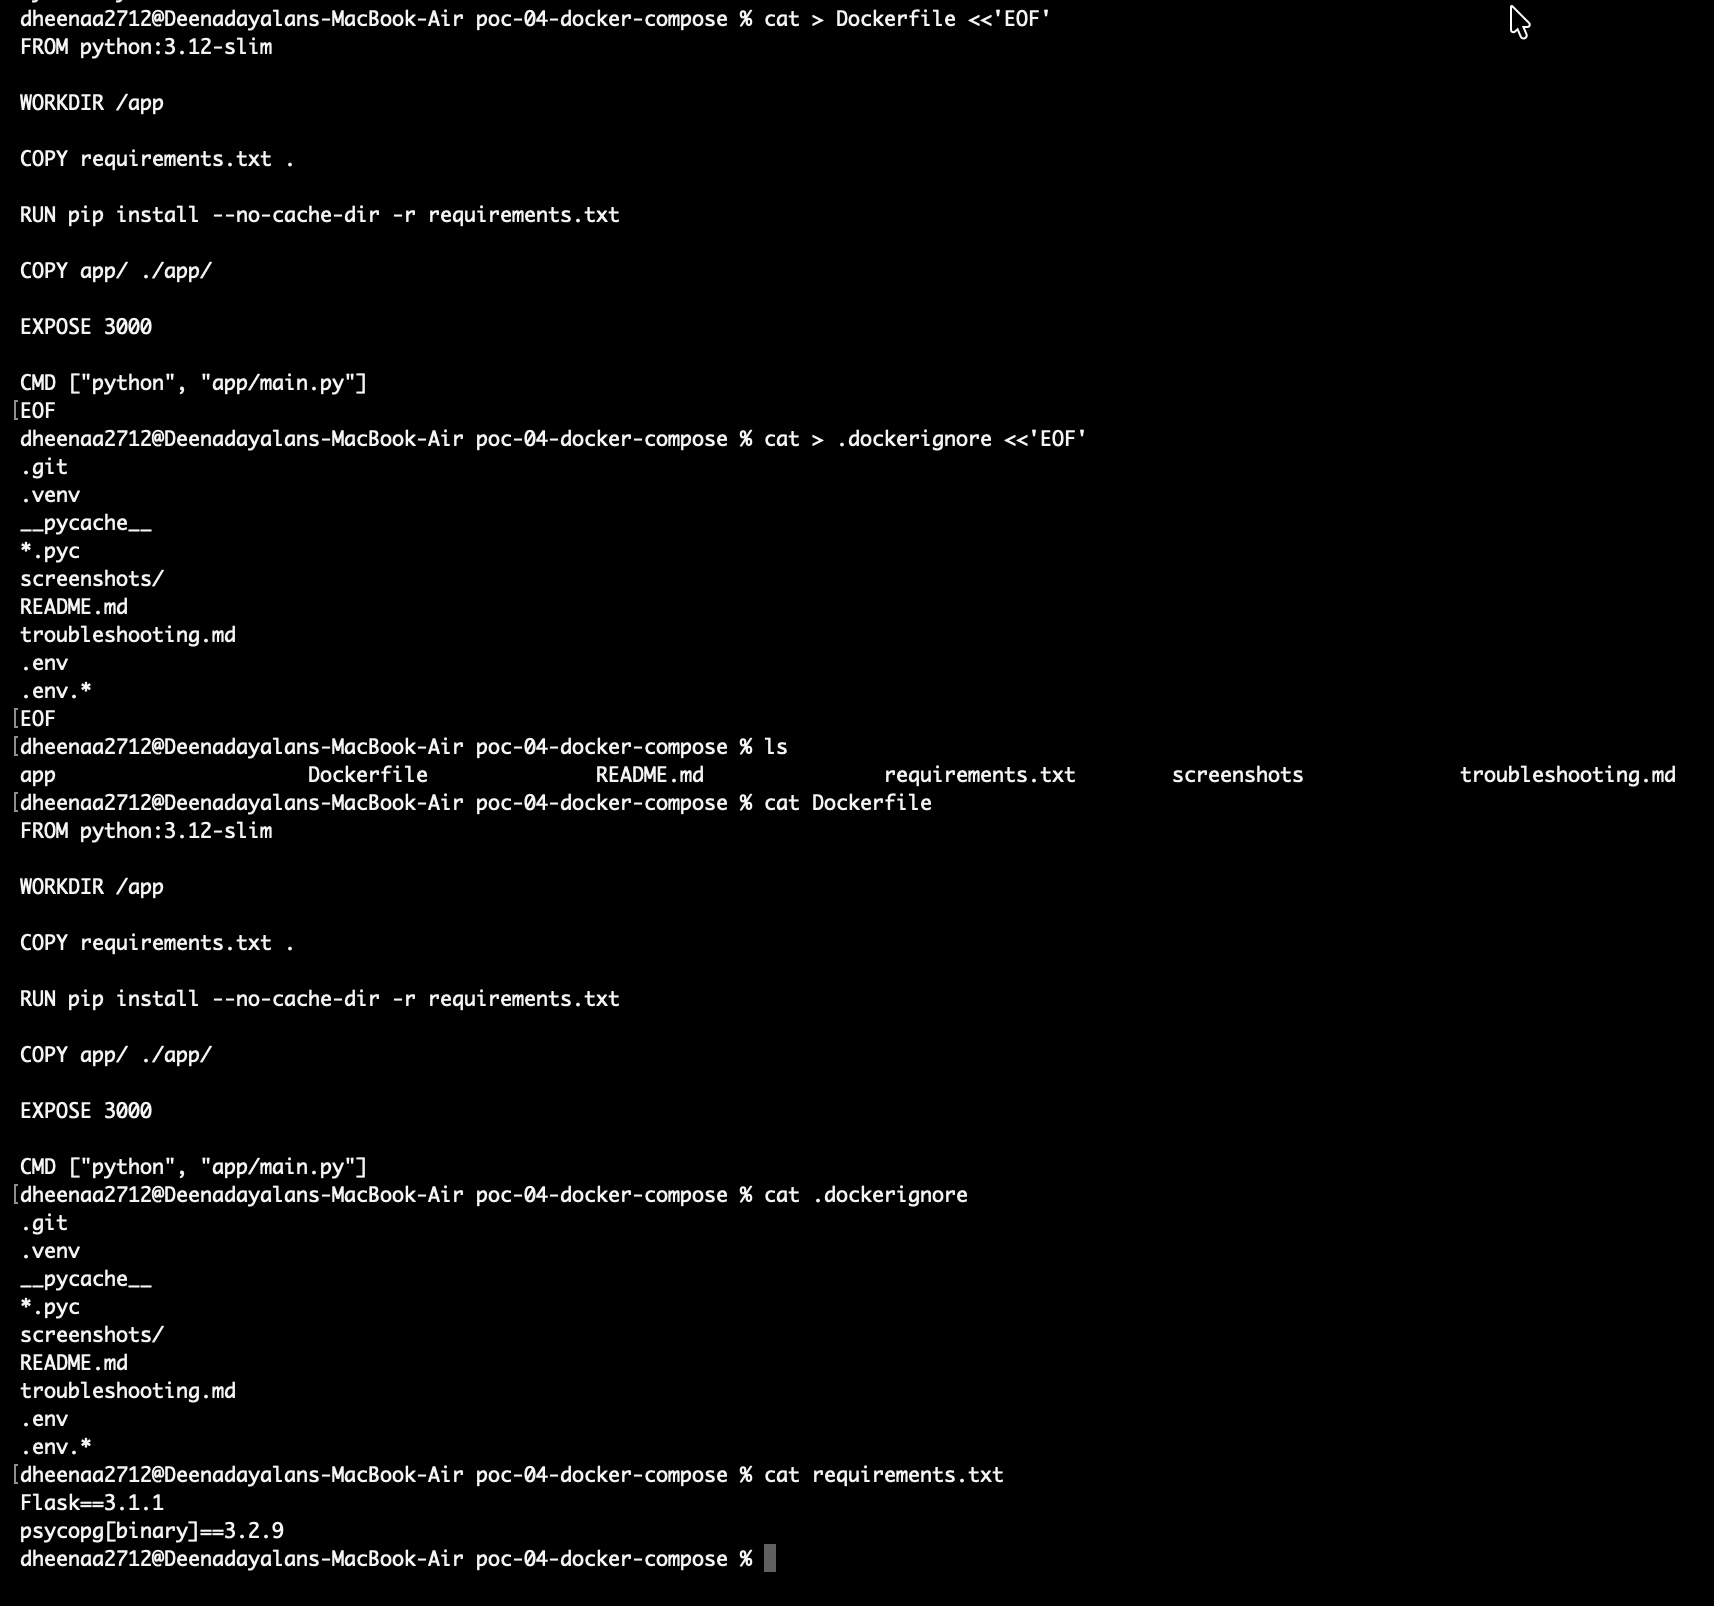 dheenaa2712@Deenadayalans-MacBook-Air poc-04-docker-compose % cat > Dockerfile <<'EOF'
FROM python:3.12-slim
WORKDIR /app
COPY requirements.txt .
RUN pip install --no-cache-dir -r requirements.txt
COPY app/ ./app/
EXPOSE 3000
CMD ["python", "app/main.py"]
[EOF
dheenaa2712@Deenadayalans-MacBook-Air poc-04-docker-compose % cat > .dockerignore <<'EOF'
.git
.venv
__pycache__
*.pyc
screenshots/
README.md
troubleshooting.md
.env
.env.*
[EOF
[dheenaa2712@Deenadayalans-MacBook-Air poc-04-docker-compose % ls
app Dockerfile README.md requirements.txt screenshots troubleshooting.md
[dheenaa2712@Deenadayalans-MacBook-Air poc-04-docker-compose % cat Dockerfile
FROM python:3.12-slim
WORKDIR /app
COPY requirements.txt .
RUN pip install --no-cache-dir -r requirements.txt
COPY app/ ./app/
EXPOSE 3000
CMD ["python", "app/main.py"]
[dheenaa2712@Deenadayalans-MacBook-Air poc-04-docker-compose % cat .dockerignore
.git
.venv
__pycache__
*.pyc
screenshots/
README.md
troubleshooting.md
.env
.env.*
[dheenaa2712@Deenadayalans-MacBook-Air poc-04-docker-compose % cat requirements.txt
Flask==3.1.1
psycopg[binary]==3.2.9
dheenaa2712@Deenadayalans-MacBook-Air poc-04-docker-compose %